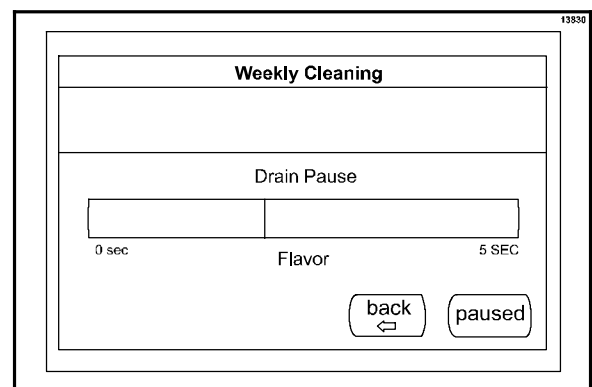 13830
Weekly Cleaning
Drain Pause
0 sec 5 SEC
Flavor
back paused